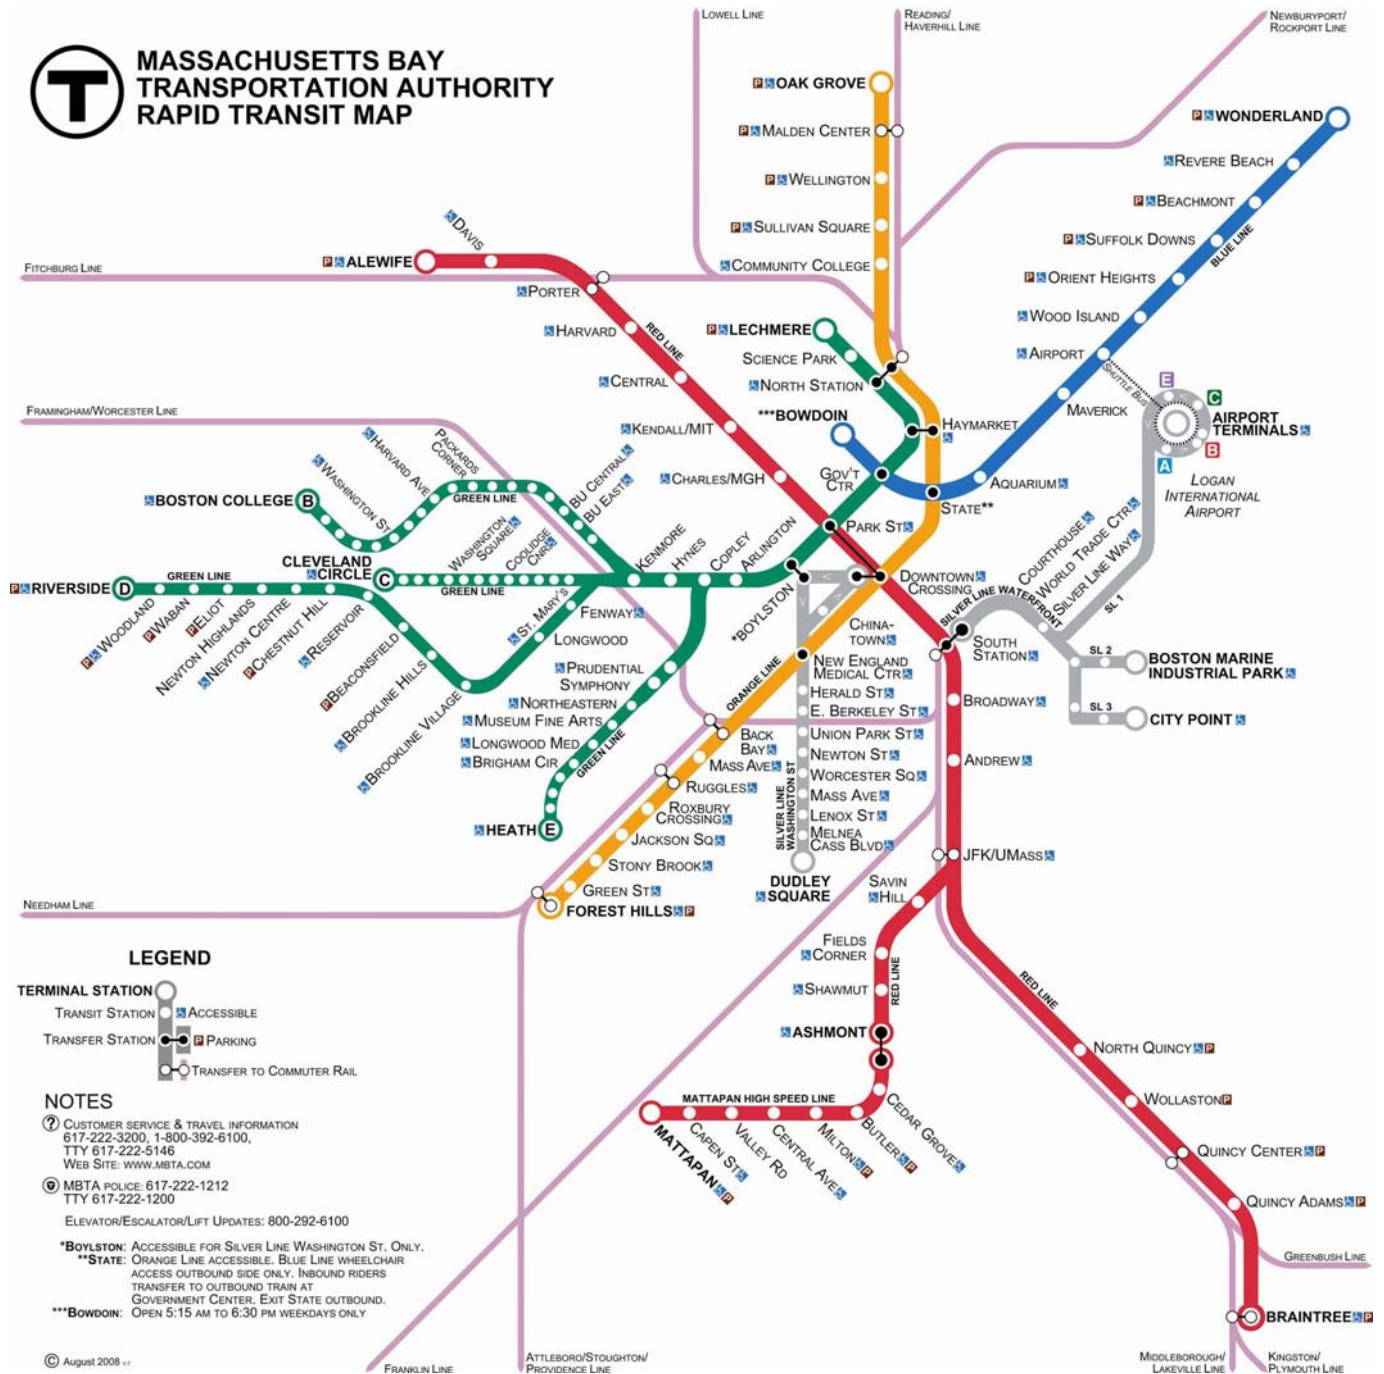 LOWELL LINE
READING/
HAVERHILL LINE
NEWBURYPORT/
ROCKPORT LINE
T
MASSACHUSETTS BAY
TRANSPORTATION AUTHORITY
RAPID TRANSIT MAP
P OAK GROVE
P MALDEN CENTER
P WELLINGTON
P SULLIVAN SQUARE
COMMUNITY COLLEGE
P WONDERLAND
REVERE BEACH
P BEACHMONT
P SUFFOLK DOWNS
BLUE LINE
P ORIENT HEIGHTS
WOOD ISLAND
AIRPORT
SHUTTLE BUS
MAVERICK
E
C
B
A
AIRPORT
TERMINALS
LOGAN
INTERNATIONAL
AIRPORT
DAVIS
P ALEWIFE
FITCHBURG LINE
PORTER
HARVARD
RED LINE
CENTRAL
KENDALL/MIT
CHARLES/MGH
P LECHMERE
SCIENCE PARK
NORTH STATION
***BOWDOIN
HAYMARKET
GOV'T
CTR
AQUARIUM
STATE**
PARK ST
DOWNTOWN
CROSSING
FRAMINGHAM/WORCESTER LINE
BOSTON COLLEGE B
WASHINGTON ST
HARVARD AVE
PACKARDS
CORNER
GREEN LINE
BU CENTRAL
BU EAST
CLEVELAND
CIRCLE C
WASHINGTON
SQUARE
COOLIDGE
CNR
GREEN LINE
ST. MARY'S
KENMORE
HYNES
COPLEY
ARLINGTON
*BOYLSTON
P RIVERSIDE D
GREEN LINE
P WOODLAND
P WABAN
P ELIOT
NEWTON HIGHLANDS
NEWTON CENTRE
P CHESTNUT HILL
RESERVOIR
P BEACONSFIELD
BROOKLINE HILLS
BROOKLINE VILLAGE
LONGWOOD
FENWAY
PRUDENTIAL
SYMPHONY
NORTHEASTERN
MUSEUM FINE ARTS
LONGWOOD MED
BRIGHAM CIR
GREEN LINE
HEATH E
CHINA-
TOWN
NEW ENGLAND
MEDICAL CTR
ORANGE LINE
HERALD ST
E. BERKELEY ST
UNION PARK ST
NEWTON ST
WORCESTER SQ
MASS AVE
LENOX ST
MELNEA
CASS BLVD
SILVER LINE
WASHINGTON ST
DUDLEY
SQUARE
BACK
BAY
MASS AVE
RUGGLES
ROXBURY
CROSSING
JACKSON SQ
STONY BROOK
GREEN ST
FOREST HILLS P
NEEDHAM LINE
SILVER LINE WATERFRONT
COURTHOUSE
WORLD TRADE CTR
SILVER LINE WAY
SL 1
SL 2
BOSTON MARINE
INDUSTRIAL PARK
SL 3
CITY POINT
SOUTH
STATION
BROADWAY
ANDREW
JFK/UMASS
SAVIN
HILL
FIELDS
CORNER
RED LINE
SHAWMUT
ASHMONT
CEDAR GROVE
BUTLER P
MILTON P
CENTRAL AVE
VALLEY RD
CAPEN ST
MATTAPAN P
MATTAPAN HIGH SPEED LINE
RED LINE
NORTH QUINCY P
WOLLASTON P
QUINCY CENTER P
QUINCY ADAMS P
GREENBUSH LINE
BRAINTREE P
MIDDLEBOROUGH/
LAKEVILLE LINE
KINGSTON/
PLYMOUTH LINE
FRANKLIN LINE
ATTLEBORO/STOUGHTON/
PROVIDENCE LINE
LEGEND
TERMINAL STATION
TRANSIT STATION
ACCESSIBLE
TRANSFER STATION
P PARKING
TRANSFER TO COMMUTER RAIL
NOTES
? CUSTOMER SERVICE & TRAVEL INFORMATION
617-222-3200, 1-800-392-6100,
TTY 617-222-5146
WEB SITE: WWW.MBTA.COM
MBTA POLICE: 617-222-1212
TTY 617-222-1200
ELEVATOR/ESCALATOR/LIFT UPDATES: 800-292-6100
*BOYLSTON: ACCESSIBLE FOR SILVER LINE WASHINGTON ST. ONLY.
**STATE: ORANGE LINE ACCESSIBLE. BLUE LINE WHEELCHAIR
ACCESS OUTBOUND SIDE ONLY. INBOUND RIDERS
TRANSFER TO OUTBOUND TRAIN AT
GOVERNMENT CENTER. EXIT STATE OUTBOUND.
***BOWDOIN: OPEN 5:15 AM TO 6:30 PM WEEKDAYS ONLY
© August 2008 v.7